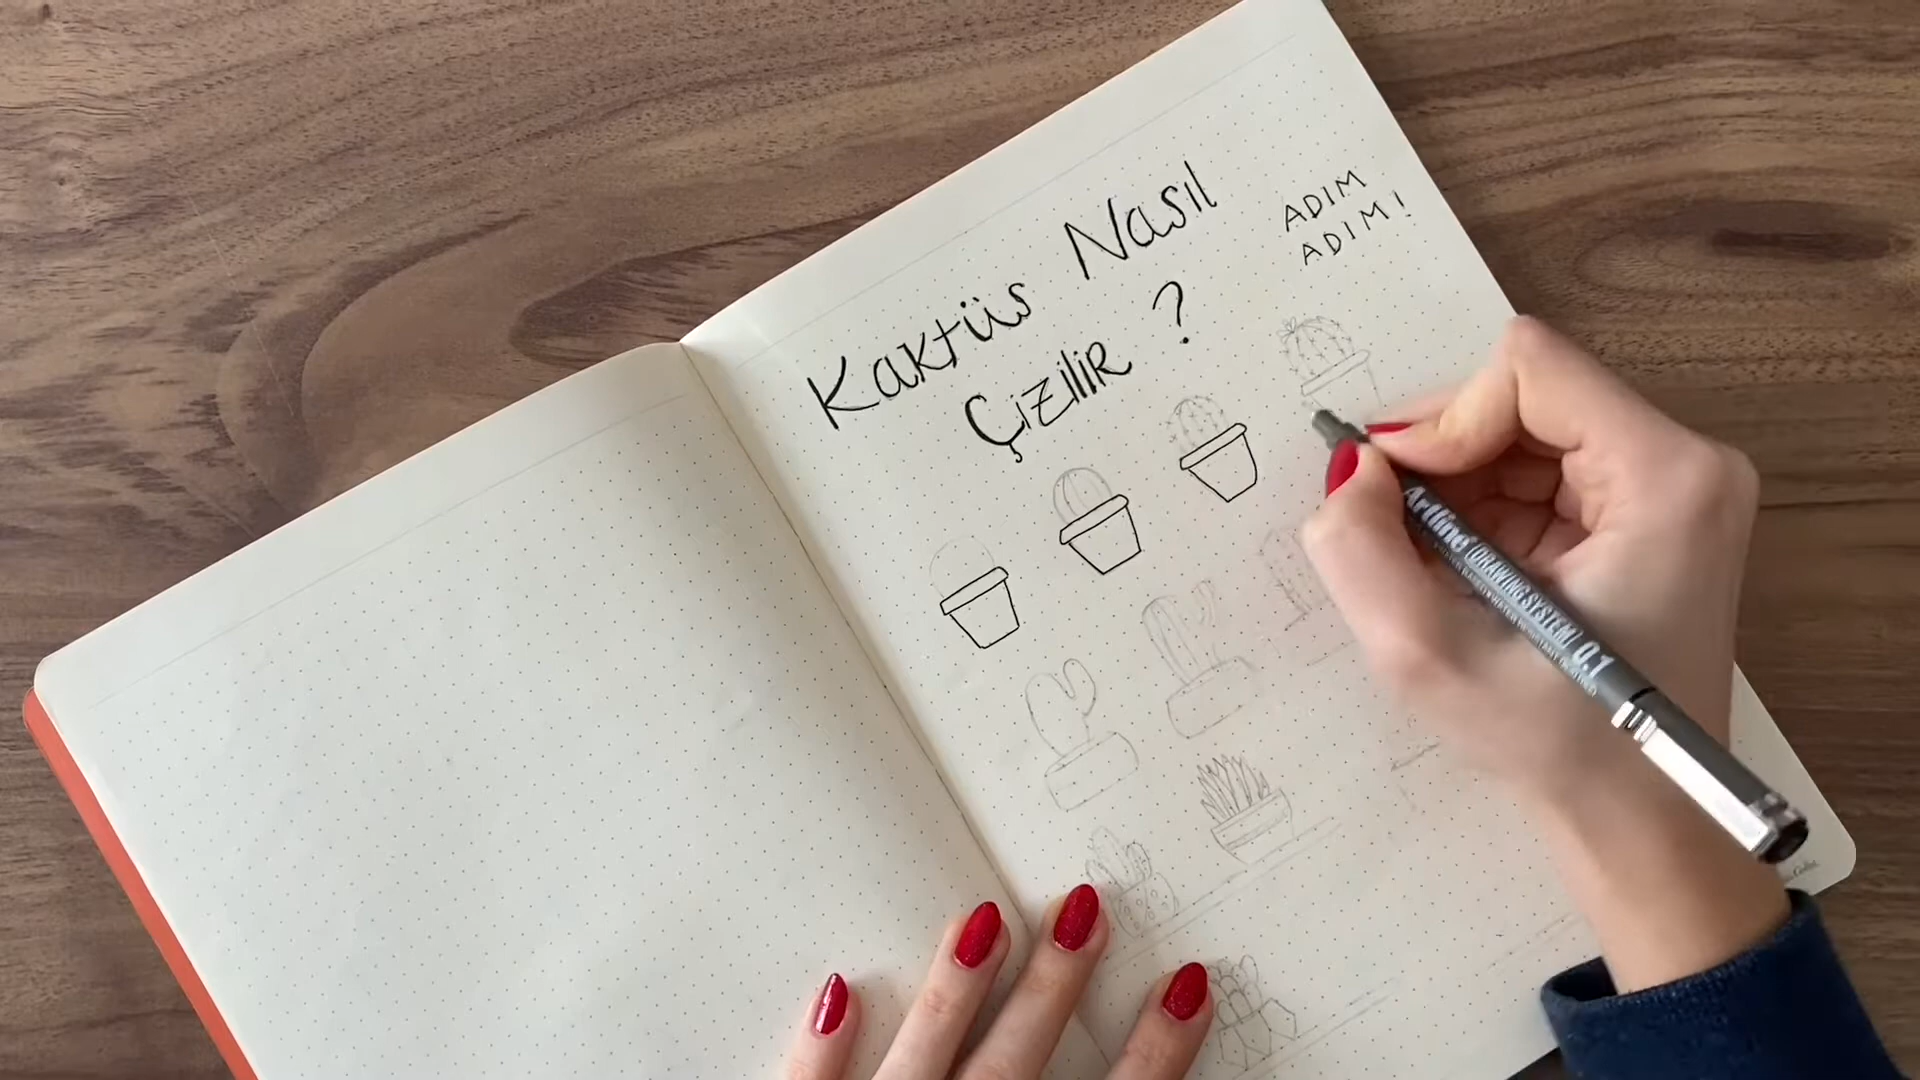 Kaktüs Nasıl
Çizilir ?
ADIM
ADIM!
Artline DRAWING SYSTEM 0.1